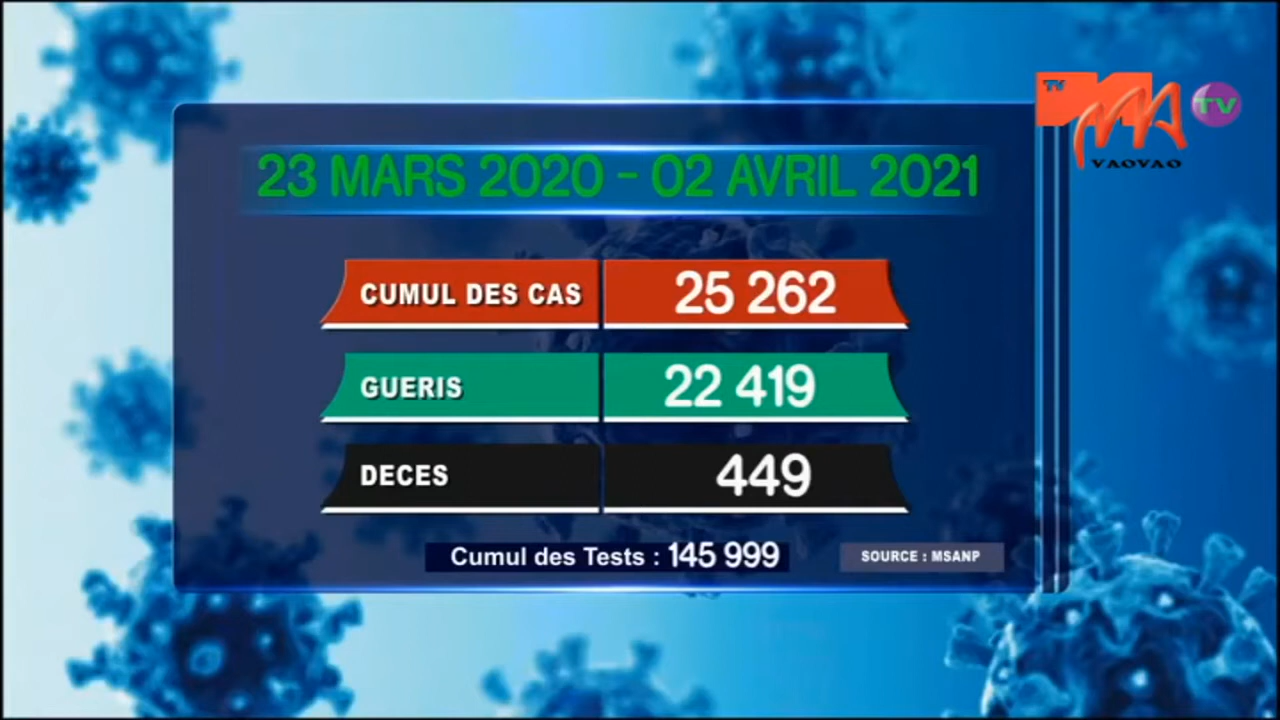 TV
MA
TV
VAOVAO
23 MARS 2020 - 02 AVRIL 2021
CUMUL DES CAS 25 262
GUERIS 22 419
DECES 449
Cumul des Tests : 145 999
SOURCE : MSANP